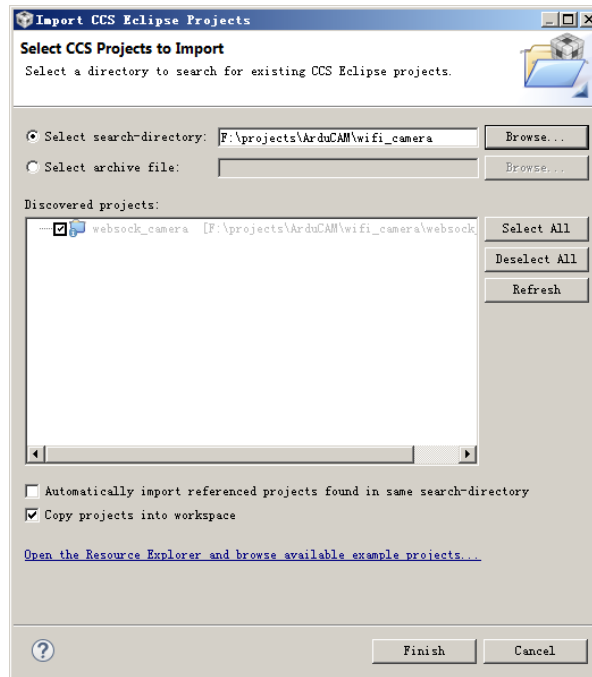 Import CCS Eclipse Projects
Select CCS Projects to Import
Select a directory to search for existing CCS Eclipse projects.
Select search-directory: F:\projects\ArduCAM\wifi_camera Browse...
Select archive file: Browse...
Discovered projects:
websock_camera [F:\projects\ArduCAM\wifi_camera\websock_ Select All
Deselect All
Refresh
Automatically import referenced projects found in same search-directory
Copy projects into workspace
Open the Resource Explorer and browse available example projects...
? Finish Cancel